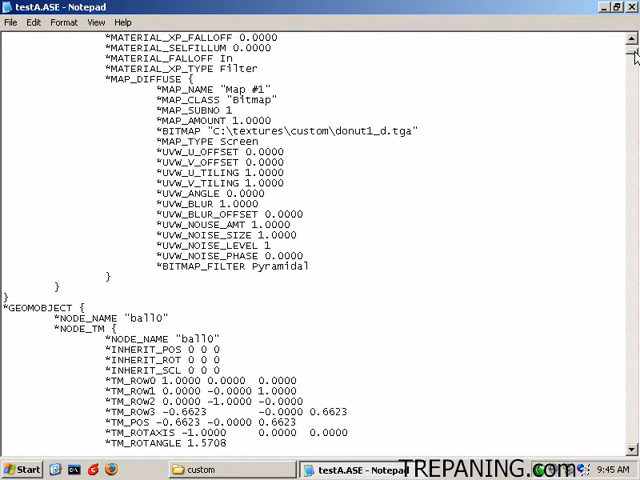 testA.ASE - Notepad
File Edit Format View Help
*MATERIAL_XP_FALLOFF 0.0000
*MATERIAL_SELFILLUM 0.0000
*MATERIAL_FALLOFF In
*MATERIAL_XP_TYPE Filter
*MAP_DIFFUSE {
*MAP_NAME "Map #1"
*MAP_CLASS "Bitmap"
*MAP_SUBNO 1
*MAP_AMOUNT 1.0000
*BITMAP "C:\textures\custom\donut1_d.tga"
*MAP_TYPE Screen
*UVW_U_OFFSET 0.0000
*UVW_V_OFFSET 0.0000
*UVW_U_TILING 1.0000
*UVW_V_TILING 1.0000
*UVW_ANGLE 0.0000
*UVW_BLUR 1.0000
*UVW_BLUR_OFFSET 0.0000
*UVW_NOUSE_AMT 1.0000
*UVW_NOISE_SIZE 1.0000
*UVW_NOISE_LEVEL 1
*UVW_NOISE_PHASE 0.0000
*BITMAP_FILTER Pyramidal
}
}
}
*GEOMOBJECT {
*NODE_NAME "ball0"
*NODE_TM {
*NODE_NAME "ball0"
*INHERIT_POS 0 0 0
*INHERIT_ROT 0 0 0
*INHERIT_SCL 0 0 0
*TM_ROW0 1.0000 0.0000 0.0000
*TM_ROW1 0.0000 -0.0000 1.0000
*TM_ROW2 0.0000 -1.0000 -0.0000
*TM_ROW3 -0.6623 -0.0000 0.6623
*TM_POS -0.6623 -0.0000 0.6623
*TM_ROTAXIS -1.0000 0.0000 0.0000
*TM_ROTANGLE 1.5708
Start custom testA.ASE - Notepad 9:45 AM
TREPANING.com